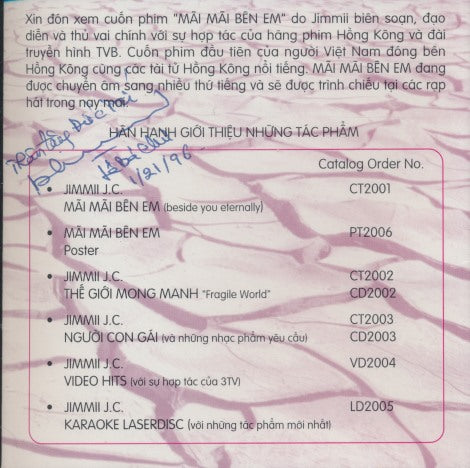 Xin đón xem cuốn phim "MÃI MÃI BÊN EM" do Jimmii biên soạn, đạo
diễn và thủ vai chính với sự hợp tác của hãng phim Hồng Kông và đài
truyền hình TVB. Cuốn phim đầu tiên của người Việt Nam đóng bên
Hồng Kông cùng các tài tử Hồng Kông nổi tiếng. MÃI MÃI BÊN EM đang
được chuyển âm sang nhiều thứ tiếng và sẽ được trình chiếu tại các rạp
hát trong nay mai.
HÂN HẠNH GIỚI THIỆU NHỮNG TÁC PHẨM
1/21/96
Catalog Order No.
• JIMMII J.C. CT2001
MÃI MÃI BÊN EM (beside you eternally)
• MÃI MÃI BÊN EM PT2006
Poster
• JIMMII J.C. CT2002
THẾ GIỚI MONG MANH "Fragile World" CD2002
• JIMMII J.C. CT2003
NGƯỜI CON GÁI (và những nhạc phẩm yêu cầu) CD2003
• JIMMII J.C. VD2004
VIDEO HITS (với sự hợp tác của 3TV)
• JIMMII J.C. LD2005
KARAOKE LASERDISC (với những tác phẩm mới nhất)